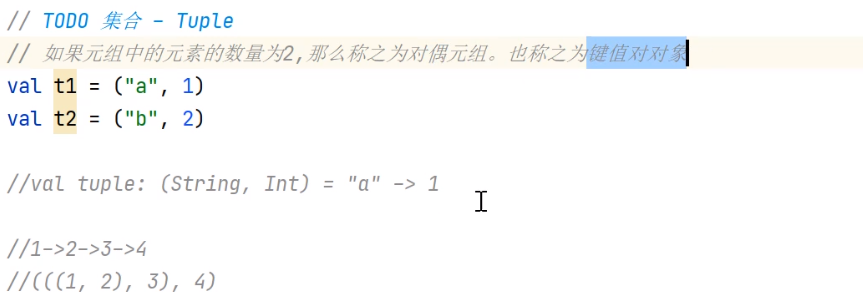 // TODO 集合 - Tuple
// 如果元组中的元素的数量为2,那么称之为对偶元组。也称之为键值对对象
val t1 = ("a", 1)
val t2 = ("b", 2)
//val tuple: (String, Int) = "a" -> 1
//1->2->3->4
//(((1, 2), 3), 4)